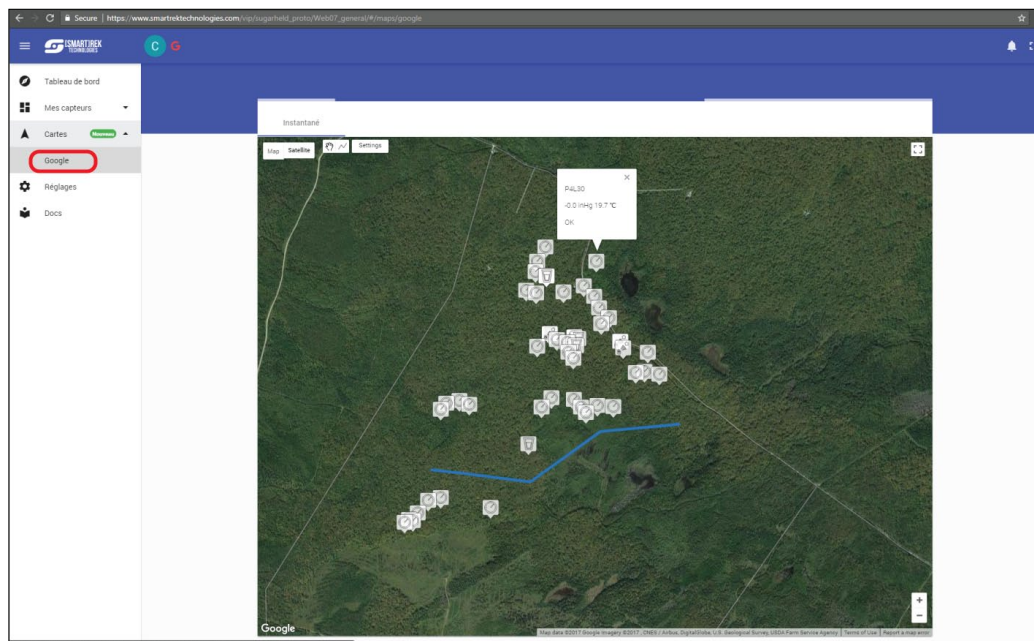 Secure | https://www.smartrektechnologies.com/vip/sugarheld_proto/Web07_general/#/maps/google
SMARTREK
TECHNOLOGIES
C G
Tableau de bord
Mes capteurs
Cartes Nouveau
Google
Réglages
Docs
Instantané
Map Satellite Settings
PAL30
-0.0 inHg 19.7 °C
OK
Google
Map data ©2017 Google Imagery ©2017 , CNES / Airbus, DigitalGlobe, U.S. Geological Survey, USDA Farm Service Agency | Terms of Use | Report a map error